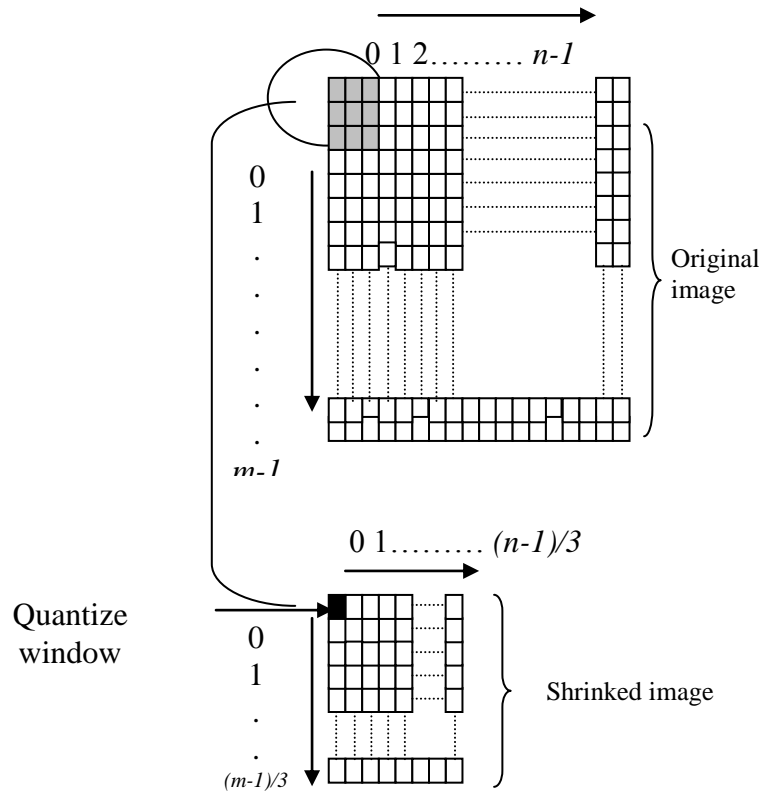 0 1 2......... n-1
0
1
.
.
.
.
.
.
m-1
Original
image
0 1......... (n-1)/3
Quantize
window
0
1
.
.
(m-1)/3
Shrinked image